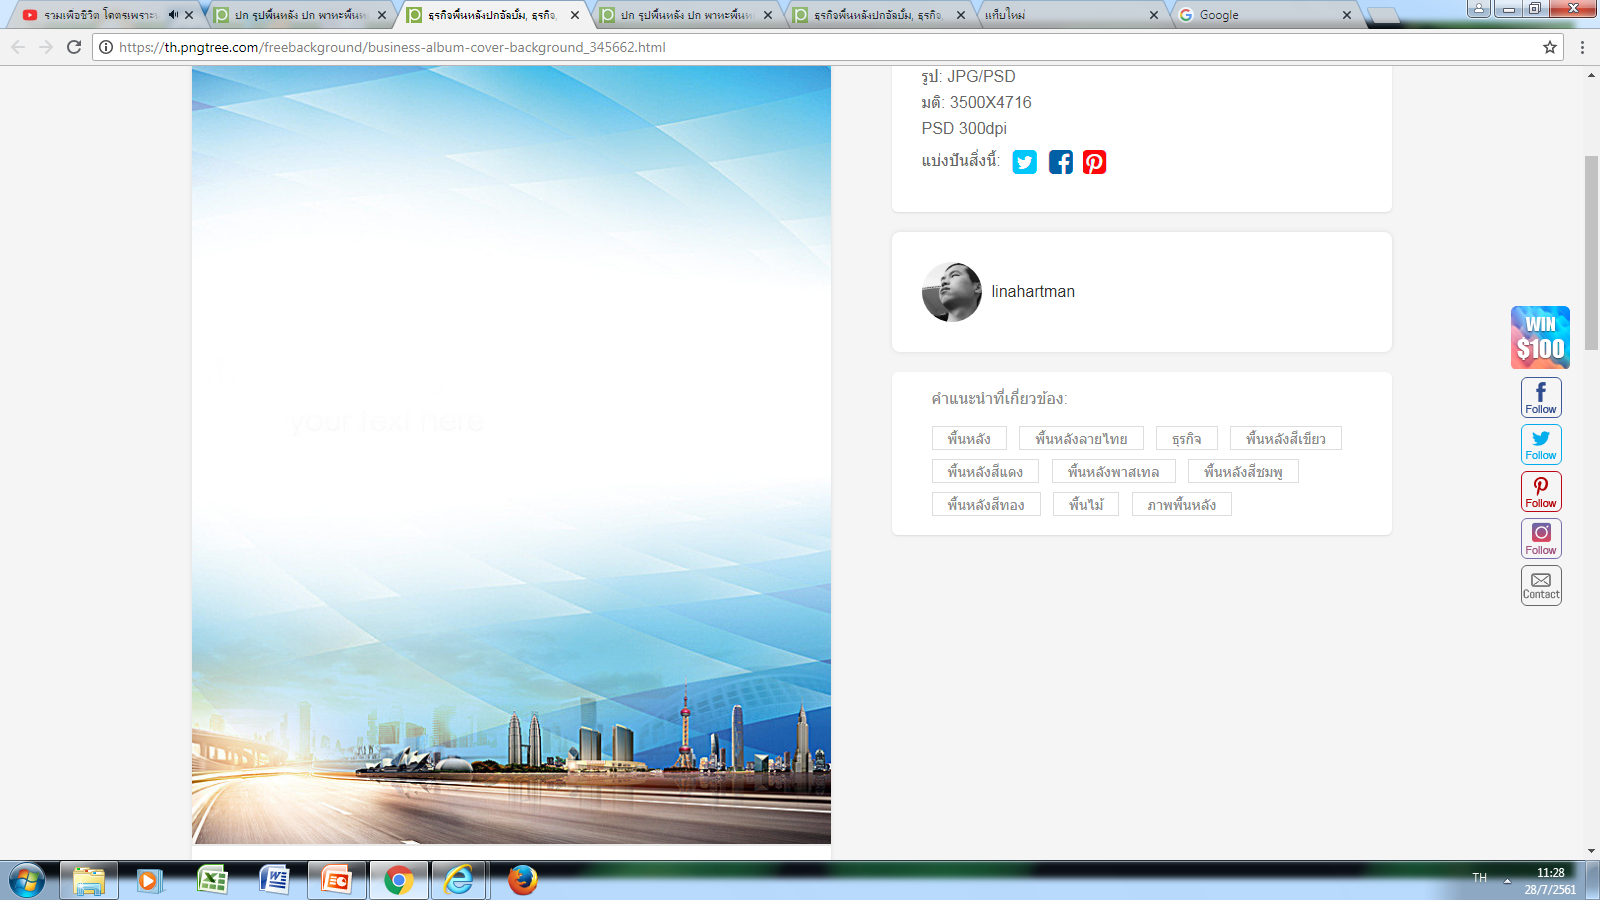 รวมเพื่อชีวิต โคตรเพราะ
ปก รูปพื้นหลัง ปก พาหะพื้นห
ธุรกิจพื้นหลังปกอัลบั้ม, ธุรกิจ,
ปก รูปพื้นหลัง ปก พาหะพื้นห
ธุรกิจพื้นหลังปกอัลบั้ม, ธุรกิจ,
แท็บใหม่
Google
https://th.pngtree.com/freebackground/business-album-cover-background_345662.html
รูป: JPG/PSD
มติ: 3500X4716
PSD 300dpi
แบ่งปันสิ่งนี้:
linahartman
WIN
$100
your text here
คำแนะนำที่เกี่ยวข้อง:
พื้นหลัง พื้นหลังลายไทย ธุรกิจ พื้นหลังสีเขียว
พื้นหลังสีแดง พื้นหลังพาสเทล พื้นหลังสีชมพู
พื้นหลังสีทอง พื้นไม้ ภาพพื้นหลัง
Follow
Follow
Follow
Follow
Contact
TH
11:28
28/7/2561